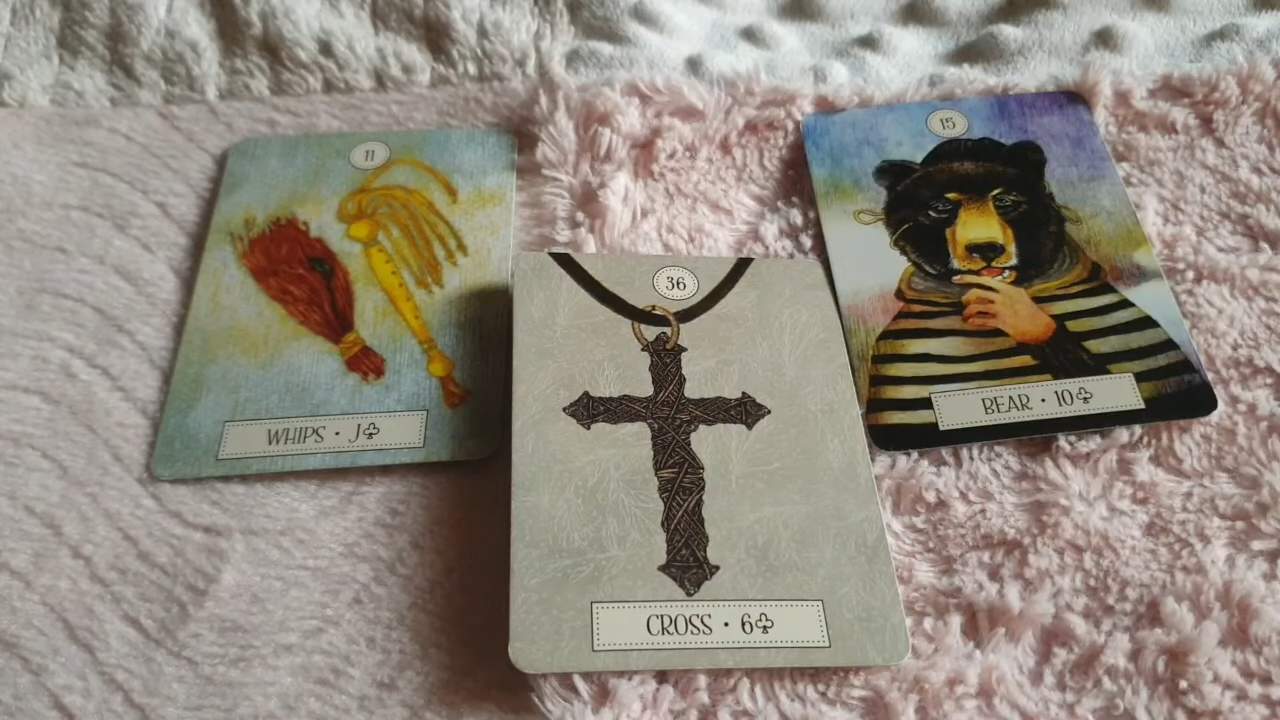 11
WHIPS • J♣
36
CROSS • 6♣
15
BEAR • 10♣